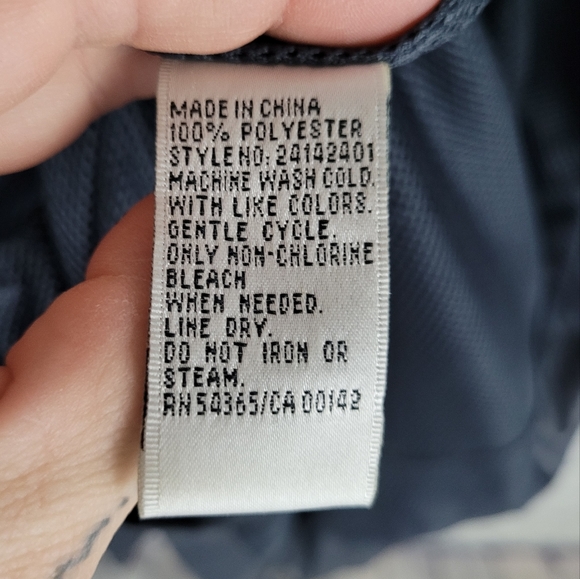 MADE IN CHINA
100% POLYESTER
STYLE NO: 24142401
MACHINE WASH COLD.
WITH LIKE COLORS.
GENTLE CYCLE.
ONLY NON-CHLORINE
BLEACH
WHEN NEEDED.
LINE DRY.
DO NOT IRON OR
STEAM.
RN 54365/CA 00142